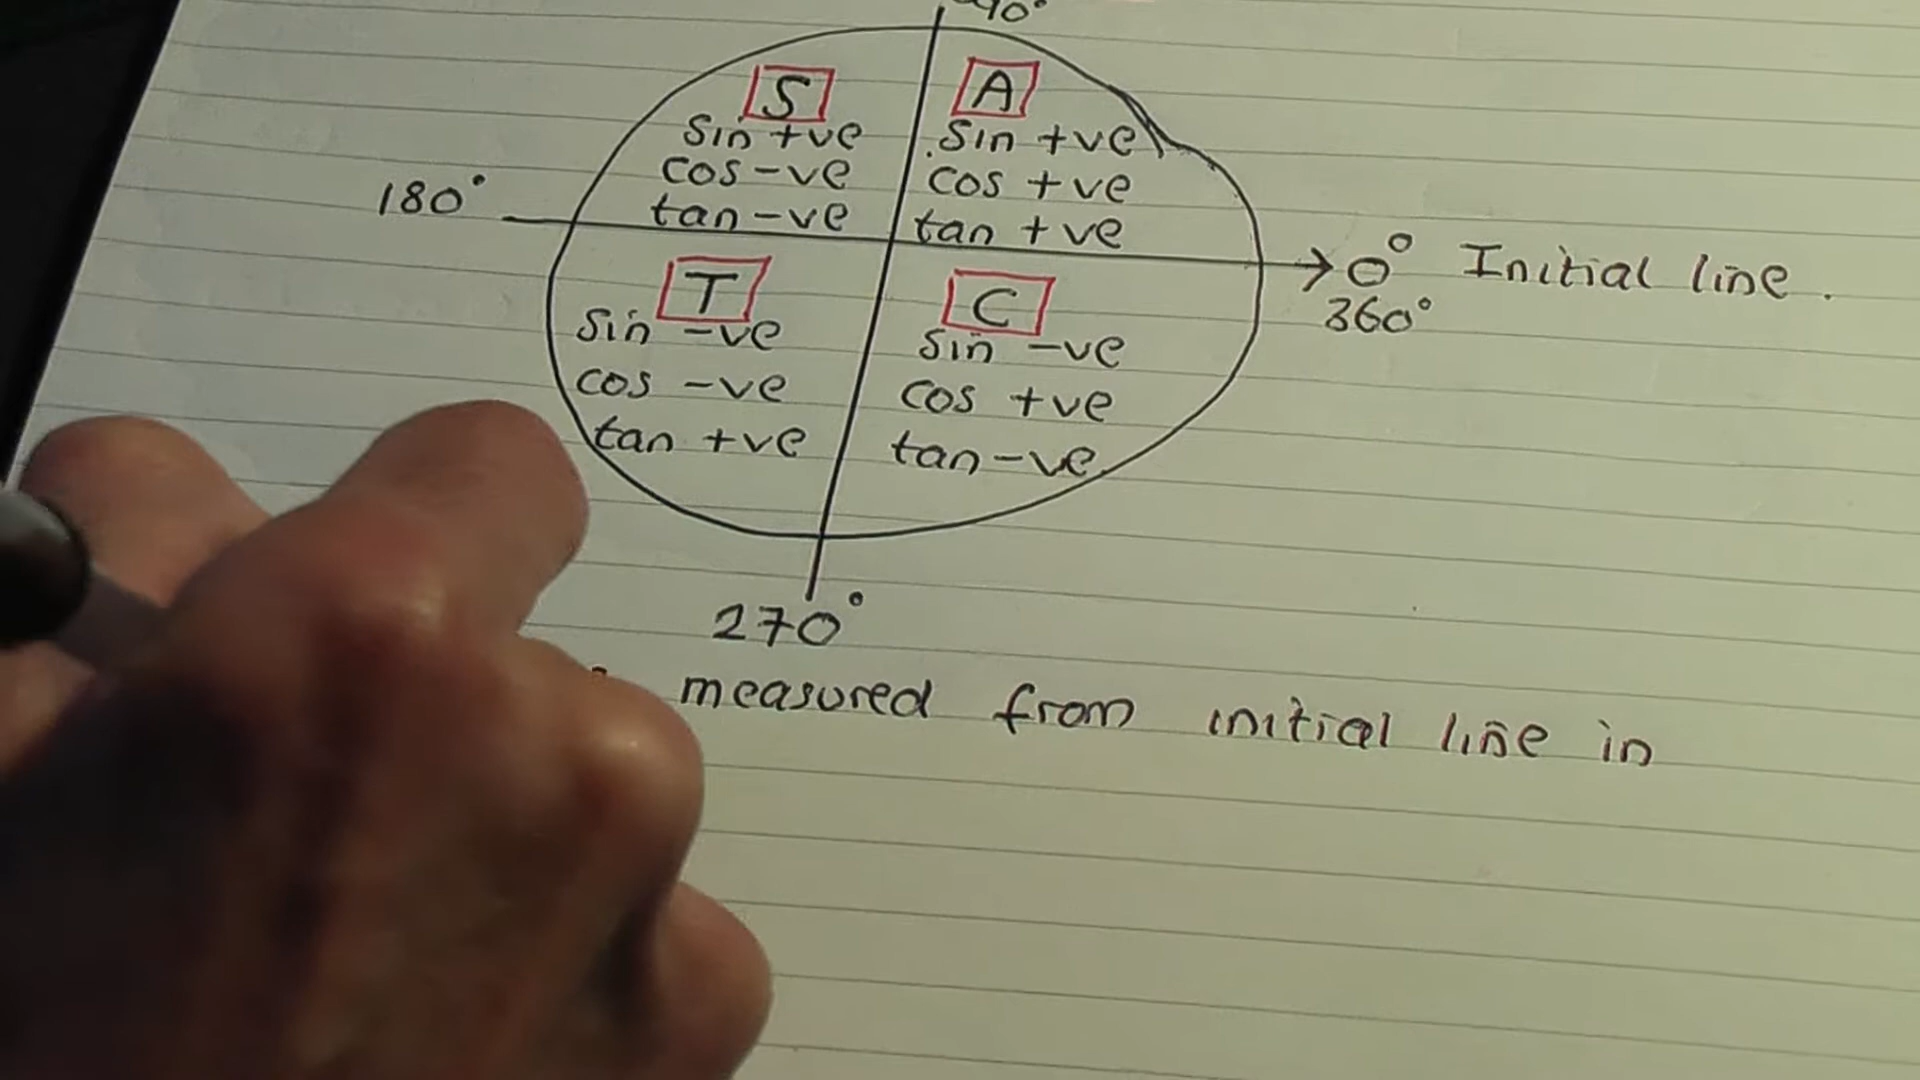 90°
S
sin +ve
cos -ve
tan -ve
A
sin +ve
cos +ve
tan +ve
180°
0° Initial line.
360°
T
sin -ve
cos -ve
tan +ve
C
sin -ve
cos +ve
tan -ve
270°
measured from initial line in